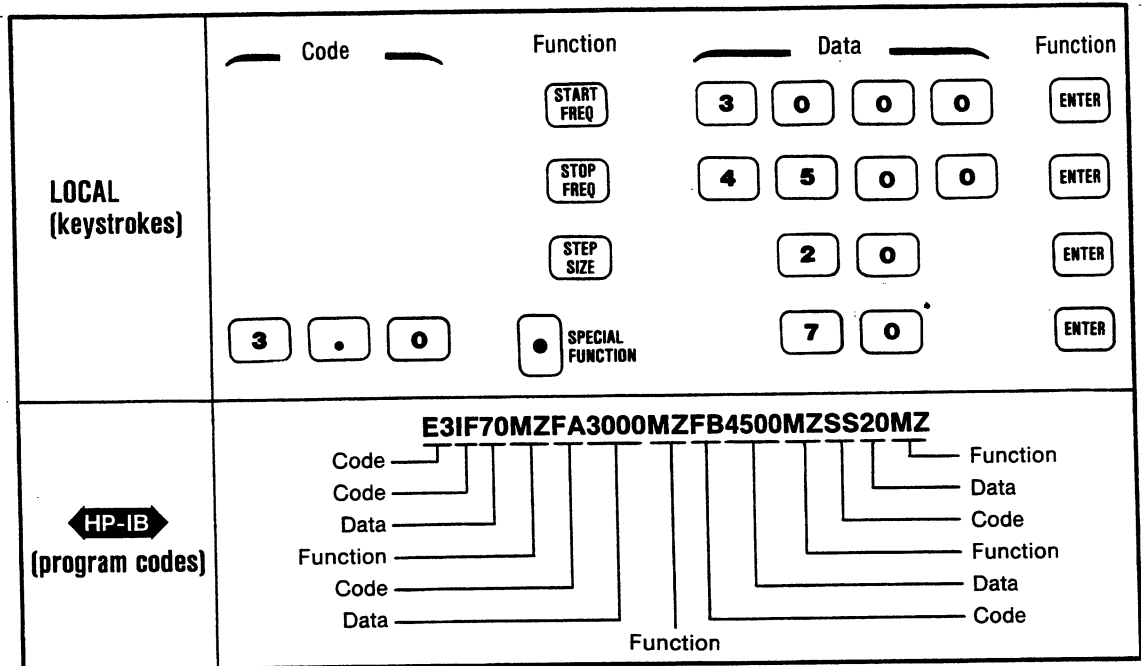 Code Function Data Function
START FREQ 3 0 0 0 ENTER
LOCAL (keystrokes)
STOP FREQ 4 5 0 0 ENTER
STEP SIZE 2 0 ENTER
3 . 0 SPECIAL FUNCTION 7 0 ENTER
HP-IB (program codes)
E3IF70MZFA3000MZFB4500MZSS20MZ
Code Function
Code Data
Data Code
Function Function
Code Data
Data Code
Function